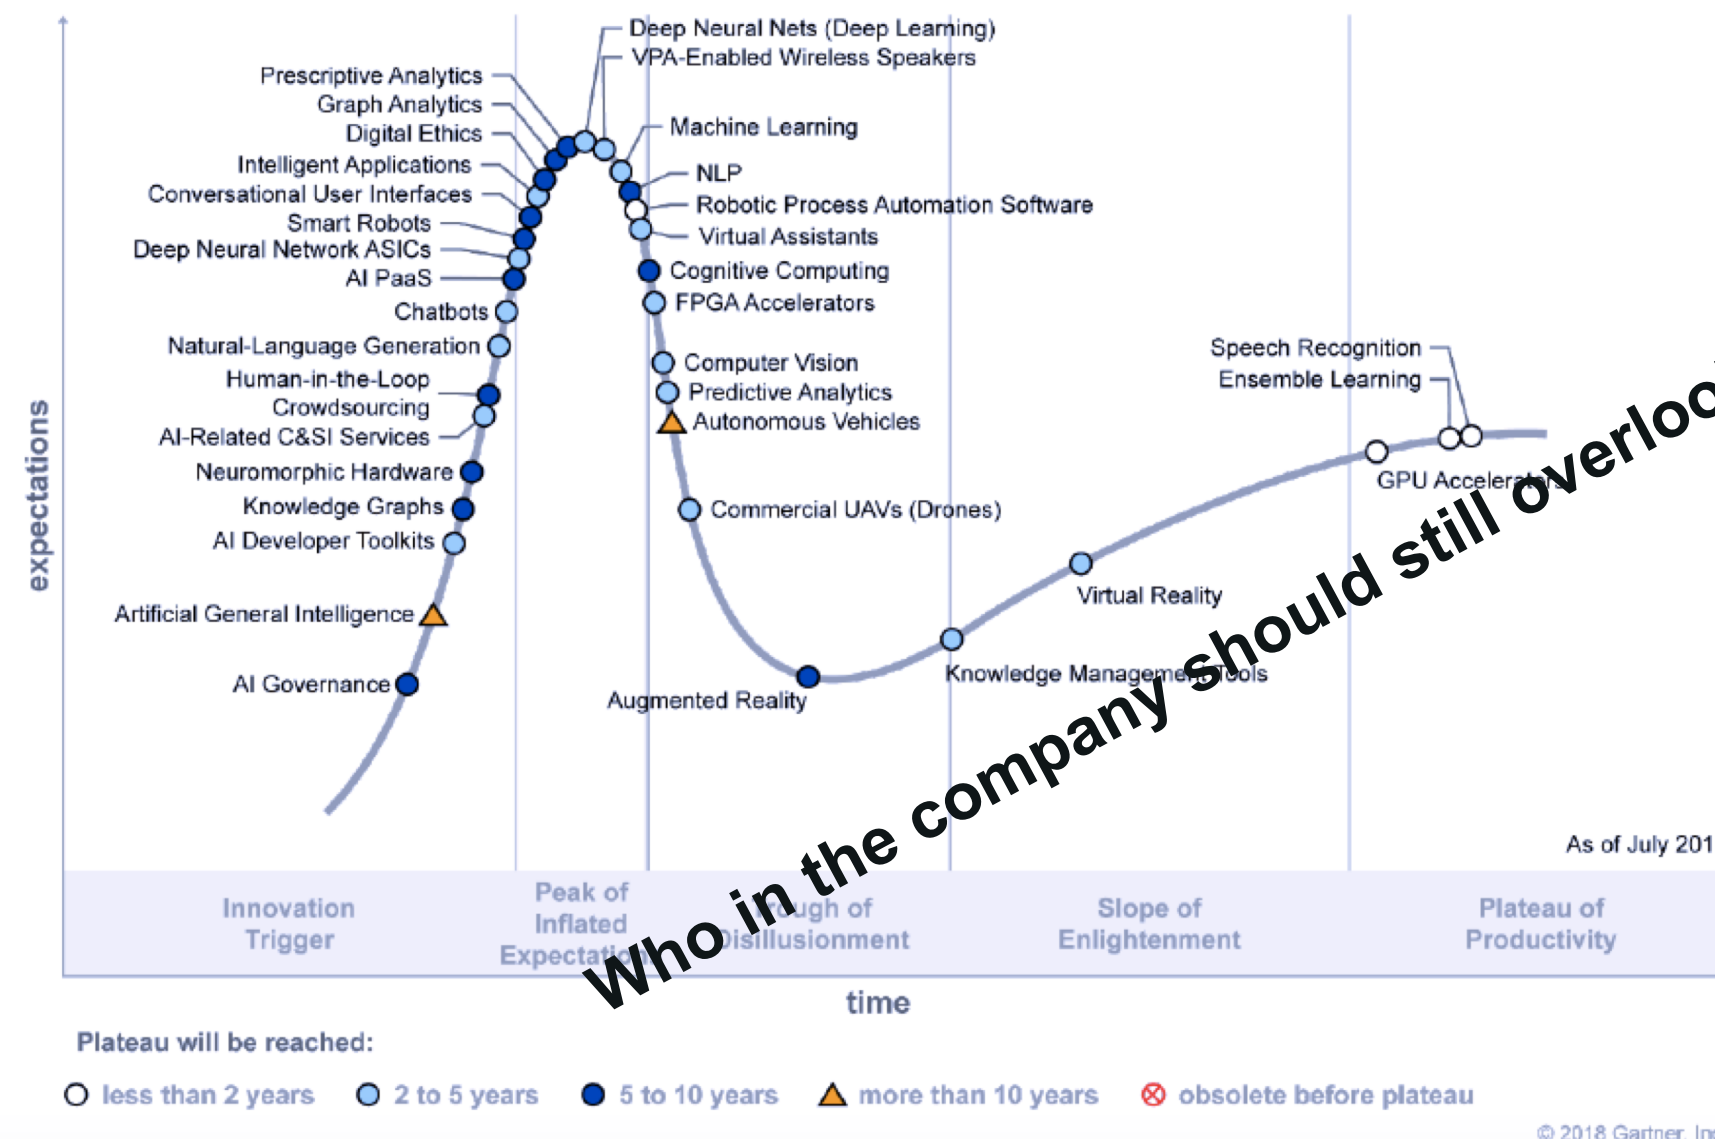 Deep Neural Nets (Deep Learning)
VPA-Enabled Wireless Speakers
Prescriptive Analytics
Graph Analytics
Digital Ethics
Intelligent Applications
Conversational User Interfaces
Smart Robots
Deep Neural Network ASICs
AI PaaS
Chatbots
Natural-Language Generation
Human-in-the-Loop
Crowdsourcing
AI-Related C&SI Services
Neuromorphic Hardware
Knowledge Graphs
AI Developer Toolkits
Artificial General Intelligence
AI Governance
Machine Learning
NLP
Robotic Process Automation Software
Virtual Assistants
Cognitive Computing
FPGA Accelerators
Computer Vision
Predictive Analytics
Autonomous Vehicles
Commercial UAVs (Drones)
Augmented Reality
Knowledge Management Tools
Virtual Reality
Speech Recognition
Ensemble Learning
GPU Accelerators
Who in the company should still overloo
expectations
As of July 201
Innovation
Trigger
Peak of
Inflated
Expectations
Trough of
Disillusionment
Slope of
Enlightenment
Plateau of
Productivity
time
Plateau will be reached:
less than 2 years
2 to 5 years
5 to 10 years
more than 10 years
obsolete before plateau
© 2018 Gartner, Inc